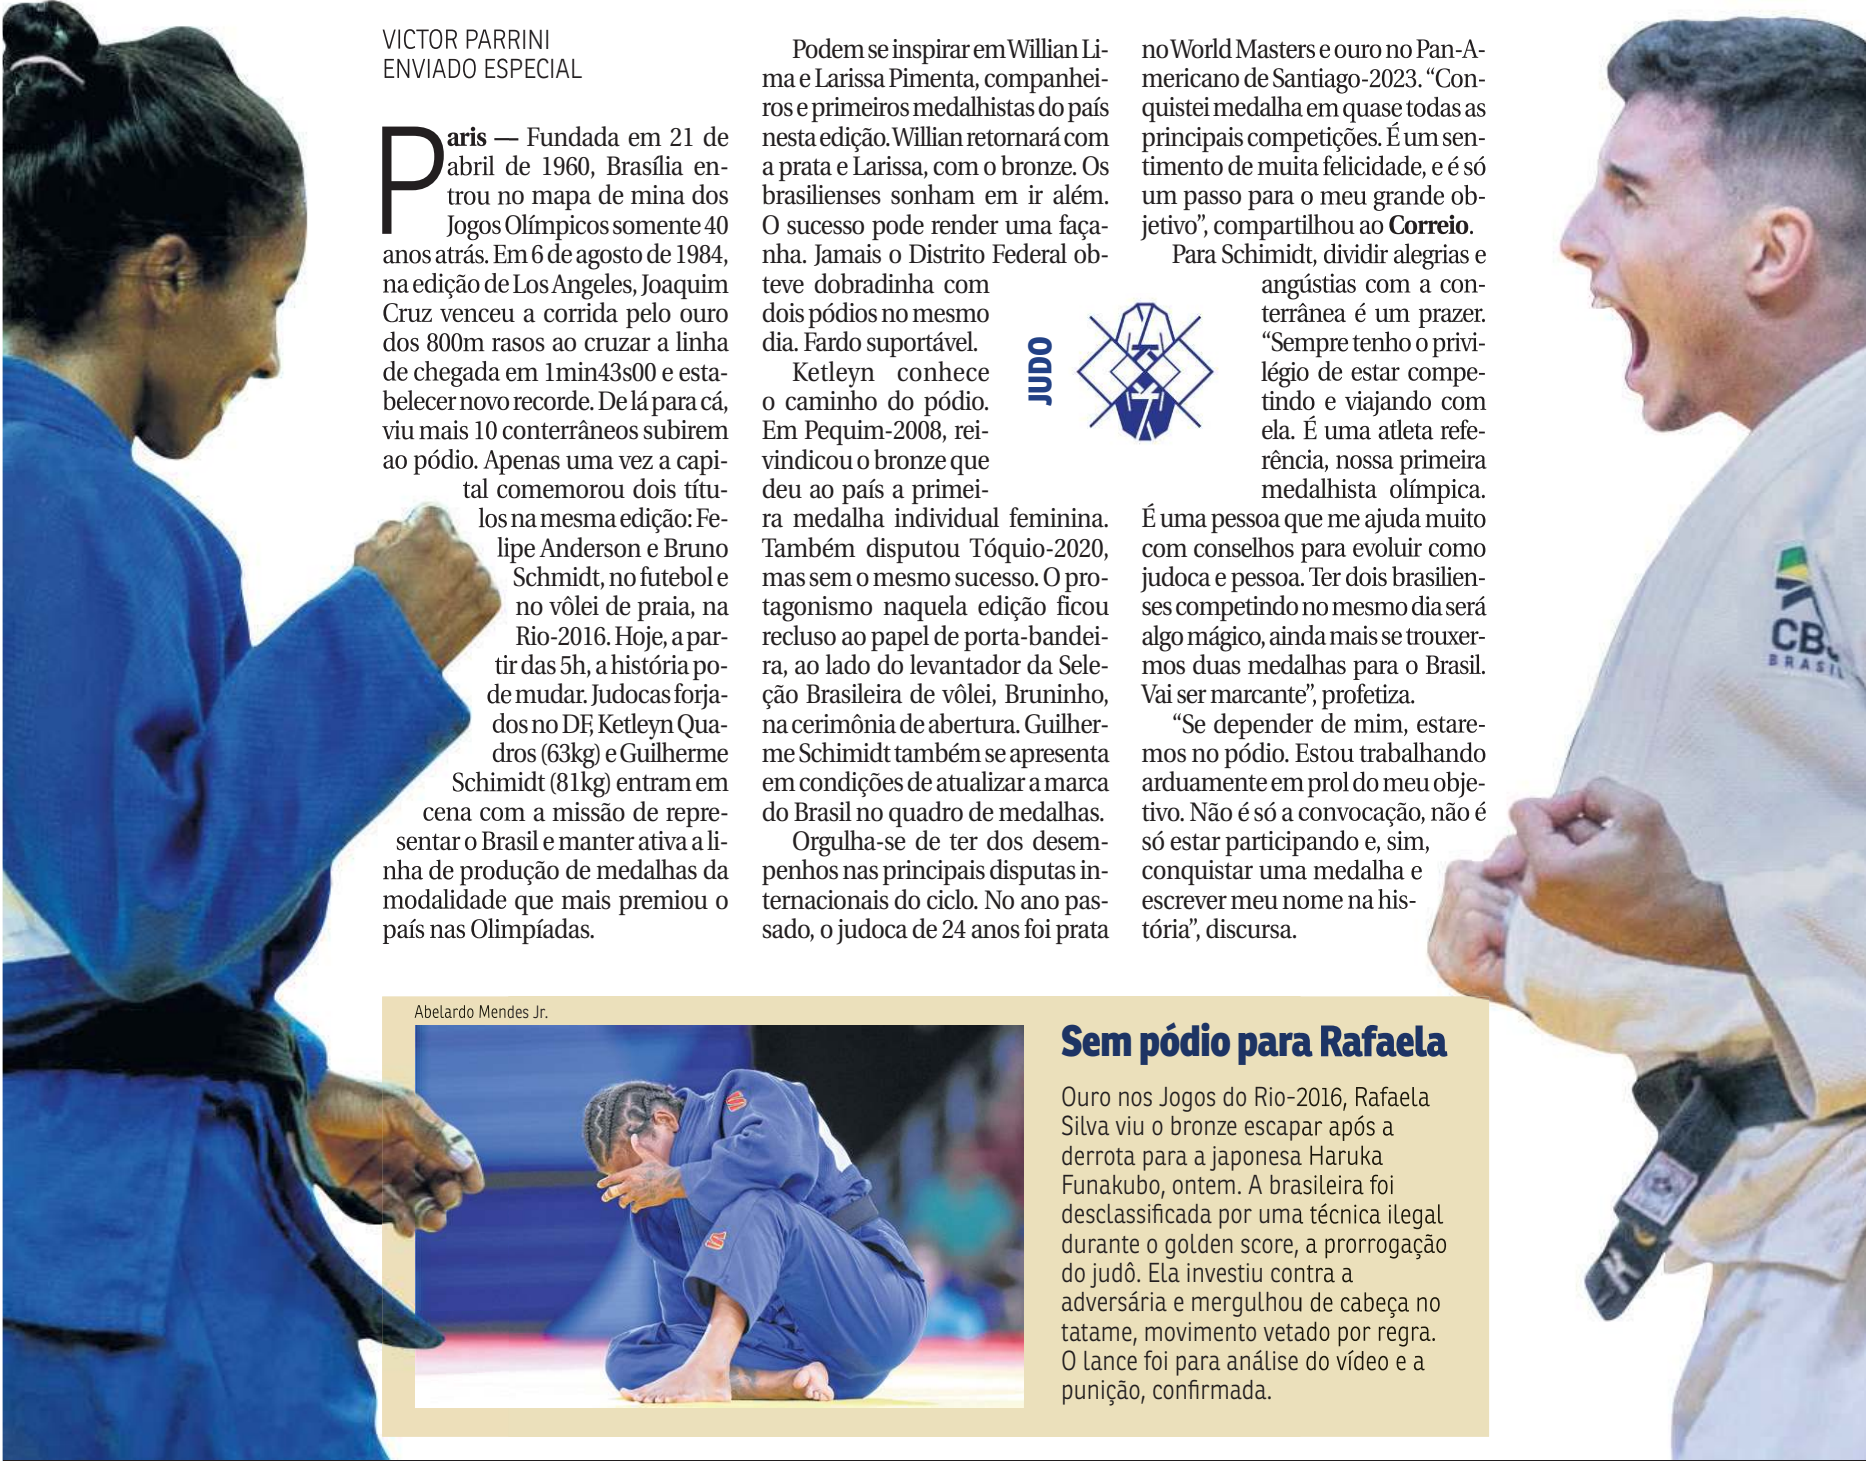 VICTOR PARRINI
ENVIADO ESPECIAL
Paris — Fundada em 21 de
abril de 1960, Brasília en-
trou no mapa de mina dos
Jogos Olímpicos somente 40
anos atrás. Em 6 de agosto de 1984,
na edição de Los Angeles, Joaquim
Cruz venceu a corrida pelo ouro
dos 800m rasos ao cruzar a linha
de chegada em 1min43s00 e esta-
belecer novo recorde. De lá para cá,
viu mais 10 conterrâneos subirem
ao pódio. Apenas uma vez a capi-
tal comemorou dois títu-
los na mesma edição: Fe-
lipe Anderson e Bruno
Schmidt, no futebol e
no vôlei de praia, na
Rio-2016. Hoje, a par-
tir das 5h, a história po-
de mudar. Judocas forja-
dos no DF, Ketleyn Qua-
dros (63kg) e Guilherme
Schimidt (81kg) entram em
cena com a missão de repre-
sentar o Brasil e manter ativa a li-
nha de produção de medalhas da
modalidade que mais premiou o
país nas Olimpíadas.
Podem se inspirar em Willian Li-
ma e Larissa Pimenta, companhei-
ros e primeiros medalhistas do país
nesta edição. Willian retornará com
a prata e Larissa, com o bronze. Os
brasilienses sonham em ir além.
O sucesso pode render uma faça-
nha. Jamais o Distrito Federal ob-
teve dobradinha com
dois pódios no mesmo
dia. Fardo suportável.
Ketleyn conhece
o caminho do pódio.
Em Pequim-2008, rei-
vindicou o bronze que
deu ao país a primei-
ra medalha individual feminina.
Também disputou Tóquio-2020,
mas sem o mesmo sucesso. O pro-
tagonismo naquela edição ficou
recluso ao papel de porta-bandei-
ra, ao lado do levantador da Sele-
ção Brasileira de vôlei, Bruninho,
na cerimônia de abertura. Guilher-
me Schimidt também se apresenta
em condições de atualizar a marca
do Brasil no quadro de medalhas.
Orgulha-se de ter dos desem-
penhos nas principais disputas in-
ternacionais do ciclo. No ano pas-
sado, o judoca de 24 anos foi prata
JUDO
no World Masters e ouro no Pan-A-
mericano de Santiago-2023. “Con-
quistei medalha em quase todas as
principais competições. É um sen-
timento de muita felicidade, e é só
um passo para o meu grande ob-
jetivo”, compartilhou ao Correio.
Para Schimidt, dividir alegrias e
angústias com a con-
terrânea é um prazer.
“Sempre tenho o privi-
légio de estar compe-
tindo e viajando com
ela. É uma atleta refe-
rência, nossa primeira
medalhista olímpica.
É uma pessoa que me ajuda muito
com conselhos para evoluir como
judoca e pessoa. Ter dois brasilien-
ses competindo no mesmo dia será
algo mágico, ainda mais se trouxer-
mos duas medalhas para o Brasil.
Vai ser marcante”, profetiza.
“Se depender de mim, estare-
mos no pódio. Estou trabalhando
arduamente em prol do meu obje-
tivo. Não é só a convocação, não é
só estar participando e, sim,
conquistar uma medalha e
escrever meu nome na his-
tória”, discursa.
CBJ
BRASIL
Abelardo Mendes Jr.
Sem pódio para Rafaela
Ouro nos Jogos do Rio-2016, Rafaela
Silva viu o bronze escapar após a
derrota para a japonesa Haruka
Funakubo, ontem. A brasileira foi
desclassificada por uma técnica ilegal
durante o golden score, a prorrogação
do judô. Ela investiu contra a
adversária e mergulhou de cabeça no
tatame, movimento vetado por regra.
O lance foi para análise do vídeo e a
punição, confirmada.